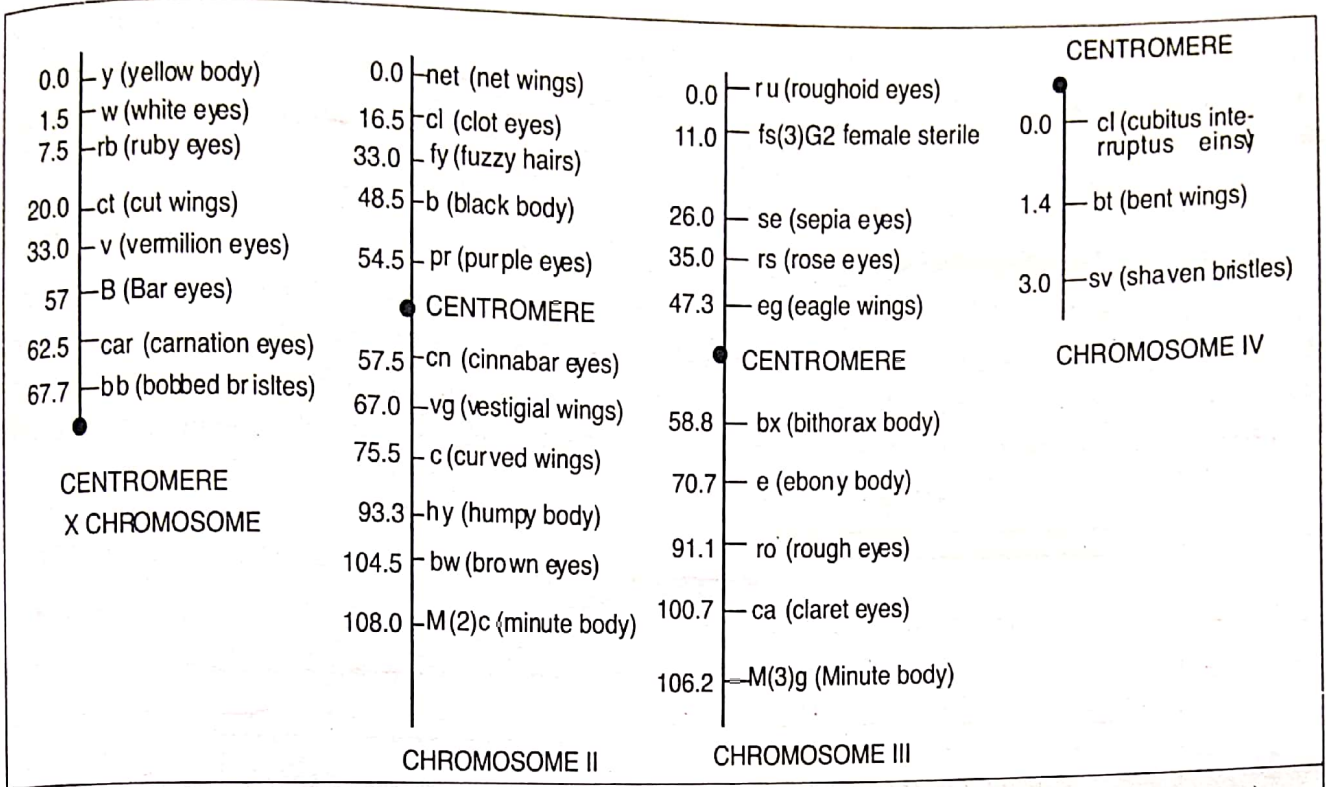 0.0 y (yellow body)
1.5 w (white eyes)
7.5 rb (ruby eyes)
20.0 ct (cut wings)
33.0 v (vermilion eyes)
57 B (Bar eyes)
62.5 car (carnation eyes)
67.7 bb (bobbed brisltes)
CENTROMERE
X CHROMOSOME
0.0 net (net wings)
16.5 cl (clot eyes)
33.0 fy (fuzzy hairs)
48.5 b (black body)
54.5 pr (purple eyes)
CENTROMERE
57.5 cn (cinnabar eyes)
67.0 vg (vestigial wings)
75.5 c (curved wings)
93.3 hy (humpy body)
104.5 bw (brown eyes)
108.0 M(2)c (minute body)
CHROMOSOME II
0.0 ru (roughoid eyes)
11.0 fs(3)G2 female sterile
26.0 se (sepia eyes)
35.0 rs (rose eyes)
47.3 eg (eagle wings)
CENTROMERE
58.8 bx (bithorax body)
70.7 e (ebony body)
91.1 ro (rough eyes)
100.7 ca (claret eyes)
106.2 M(3)g (Minute body)
CHROMOSOME III
CENTROMERE
0.0 cl (cubitus inte-
rruptus einsy)
1.4 bt (bent wings)
3.0 sv (shaven bristles)
CHROMOSOME IV